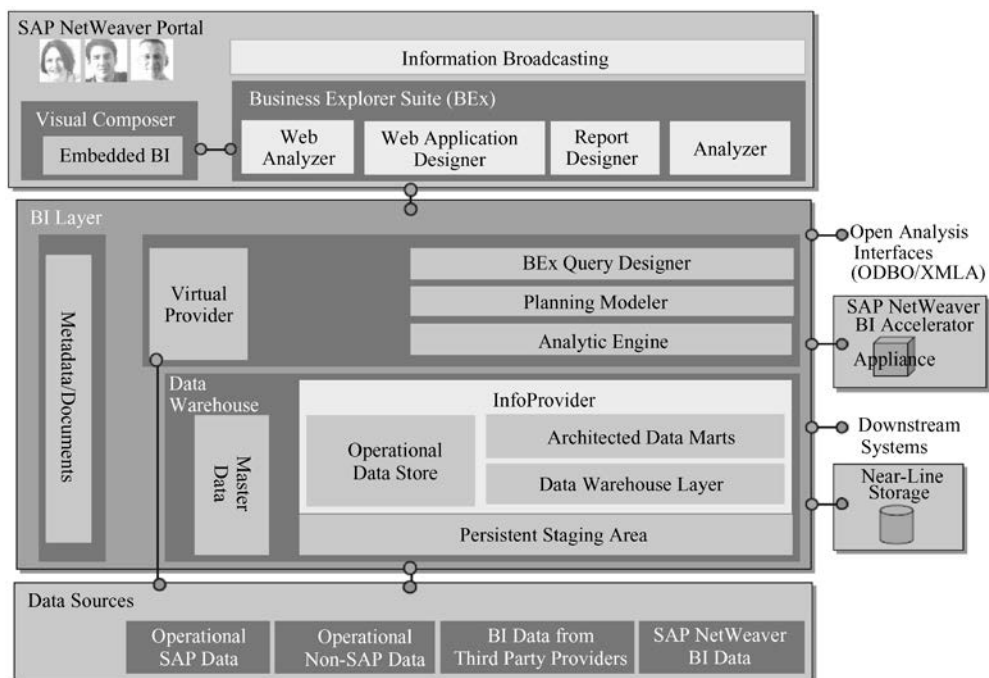 SAP NetWeaver Portal
Information Broadcasting
Business Explorer Suite (BEx)
Visual Composer
Embedded BI
Web
Analyzer
Web Application
Designer
Report
Designer
Analyzer
BI Layer
Metadata/Documents
Virtual
Provider
BEx Query Designer
Planning Modeler
Analytic Engine
Data
Warehouse
Master
Data
InfoProvider
Operational
Data Store
Architected Data Marts
Data Warehouse Layer
Persistent Staging Area
Open Analysis
Interfaces
(ODBO/XMLA)
SAP NetWeaver
BI Accelerator
Appliance
Downstream
Systems
Near-Line
Storage
Data Sources
Operational
SAP Data
Operational
Non-SAP Data
BI Data from
Third Party Providers
SAP NetWeaver
BI Data